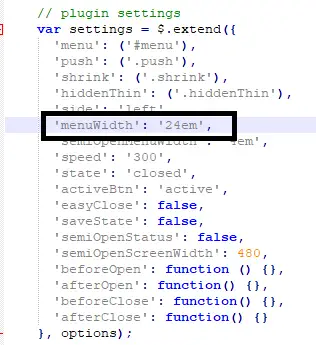 // plugin settings
var settings = $.extend({
'menu': ('#menu'),
'push': ('.push'),
'shrink': ('.shrink'),
'hiddenThin': ('.hiddenThin'),
'side': 'left',
'menuWidth': '24em',
'semiOpenMenuWidth': '4em',
'speed': '300',
'state': 'closed',
'activeBtn': 'active',
'easyClose': false,
'saveState': false,
'semiOpenStatus': false,
'semiOpenScreenWidth': 480,
'beforeOpen': function () {},
'afterOpen': function() {},
'beforeClose': function() {},
'afterClose': function() {}
}, options);